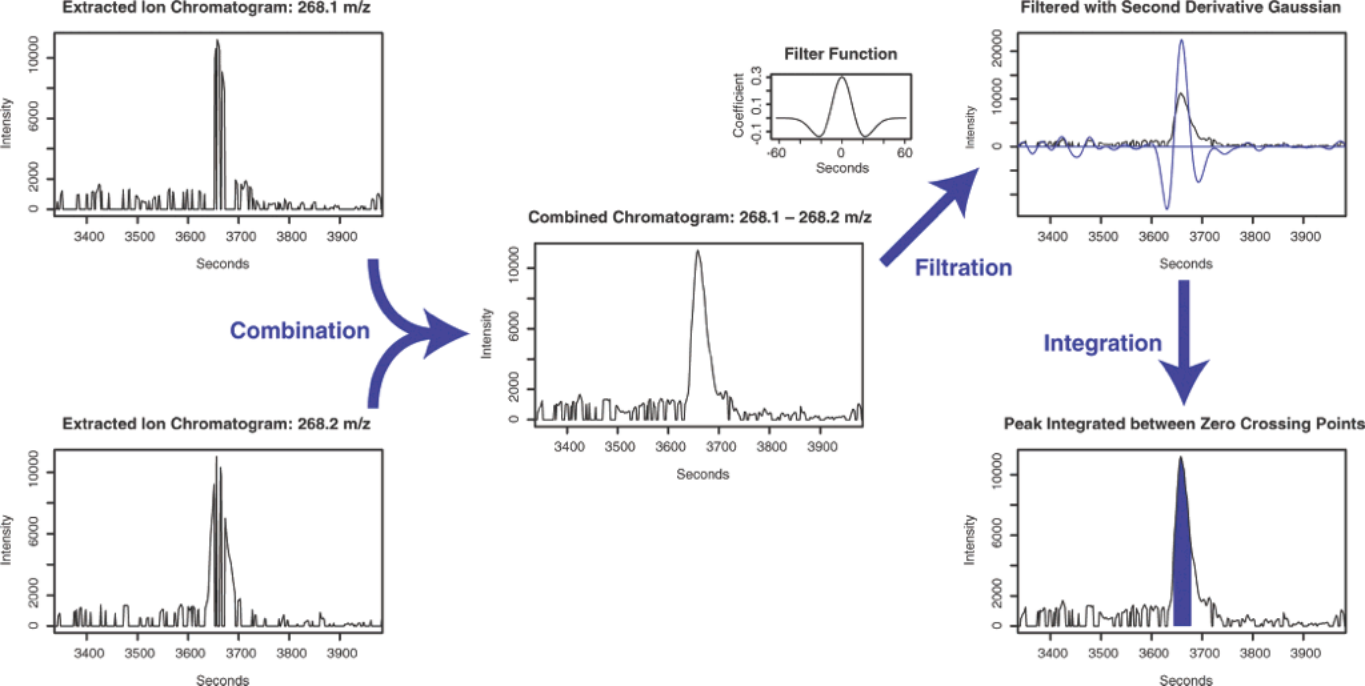 Extracted Ion Chromatogram: 268.1 m/z
Intensity
0 2000 6000 10000
3400 3500 3600 3700 3800 3900
Seconds
Combination
Extracted Ion Chromatogram: 268.2 m/z
Intensity
0 2000 6000 10000
3400 3500 3600 3700 3800 3900
Seconds
Filter Function
Coefficient
-0.1 0.1 0.3
-60 0 60
Seconds
Combined Chromatogram: 268.1 – 268.2 m/z
Intensity
0 2000 6000 10000
3400 3500 3600 3700 3800 3900
Seconds
Filtration
Filtered with Second Derivative Gaussian
Intensity
0 10000 20000
3400 3500 3600 3700 3800 3900
Seconds
Integration
Peak Integrated between Zero Crossing Points
Intensity
0 2000 6000 10000
3400 3500 3600 3700 3800 3900
Seconds